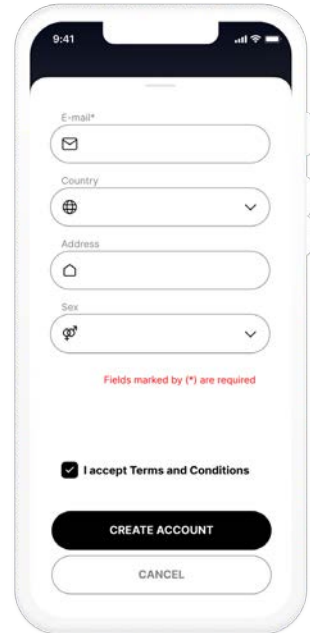 9:41
E-mail*
Country
Address
Sex
Fields marked by (*) are required
I accept Terms and Conditions
CREATE ACCOUNT
CANCEL